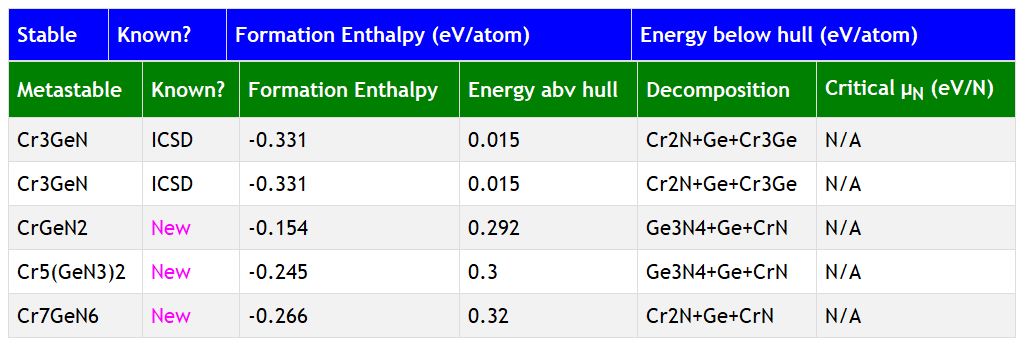 Stable Known? Formation Enthalpy (eV/atom) Energy below hull (eV/atom)
Metastable Known? Formation Enthalpy Energy abv hull Decomposition Critical μN (eV/N)
Cr3GeN ICSD -0.331 0.015 Cr2N+Ge+Cr3Ge N/A
Cr3GeN ICSD -0.331 0.015 Cr2N+Ge+Cr3Ge N/A
CrGeN2 New -0.154 0.292 Ge3N4+Ge+CrN N/A
Cr5(GeN3)2 New -0.245 0.3 Ge3N4+Ge+CrN N/A
Cr7GeN6 New -0.266 0.32 Cr2N+Ge+CrN N/A